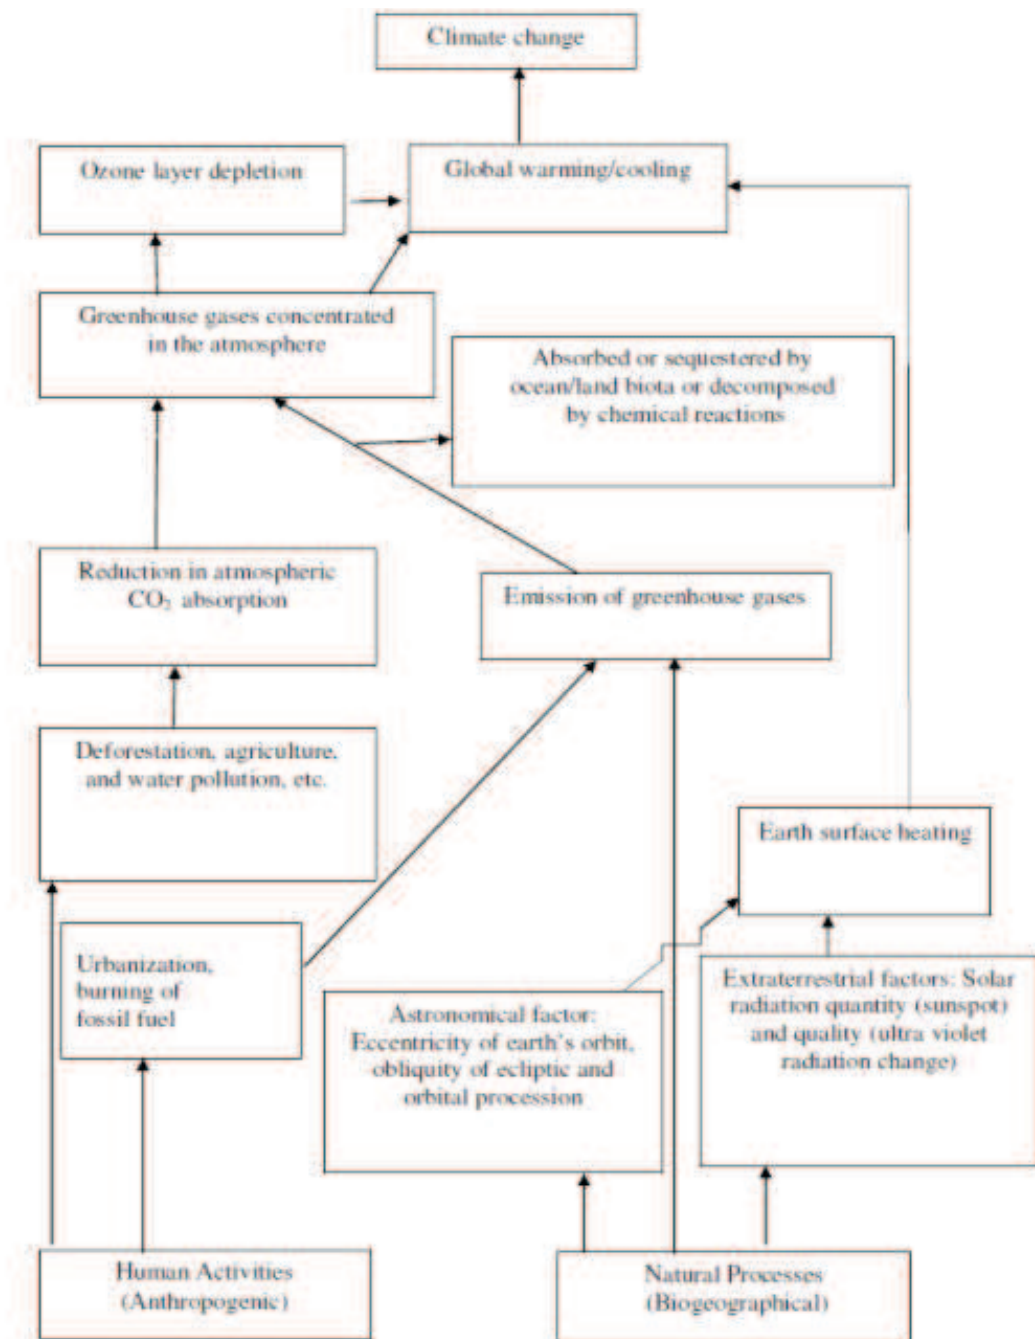 Climate change
Ozone layer depletion
Global warming/cooling
Greenhouse gases concentrated
in the atmosphere
Absorbed or sequestered by
ocean/land biota or decomposed
by chemical reactions
Reduction in atmospheric
CO₂ absorption
Emission of greenhouse gases
Deforestation, agriculture,
and water pollution, etc.
Earth surface heating
Urbanization,
burning of
fossil fuel
Astronomical factor:
Eccentricity of earth's orbit,
obliquity of ecliptic and
orbital procession
Extraterrestrial factors: Solar
radiation quantity (sunspot)
and quality (ultra violet
radiation change)
Human Activities
(Anthropogenic)
Natural Processes
(Biogeographical)